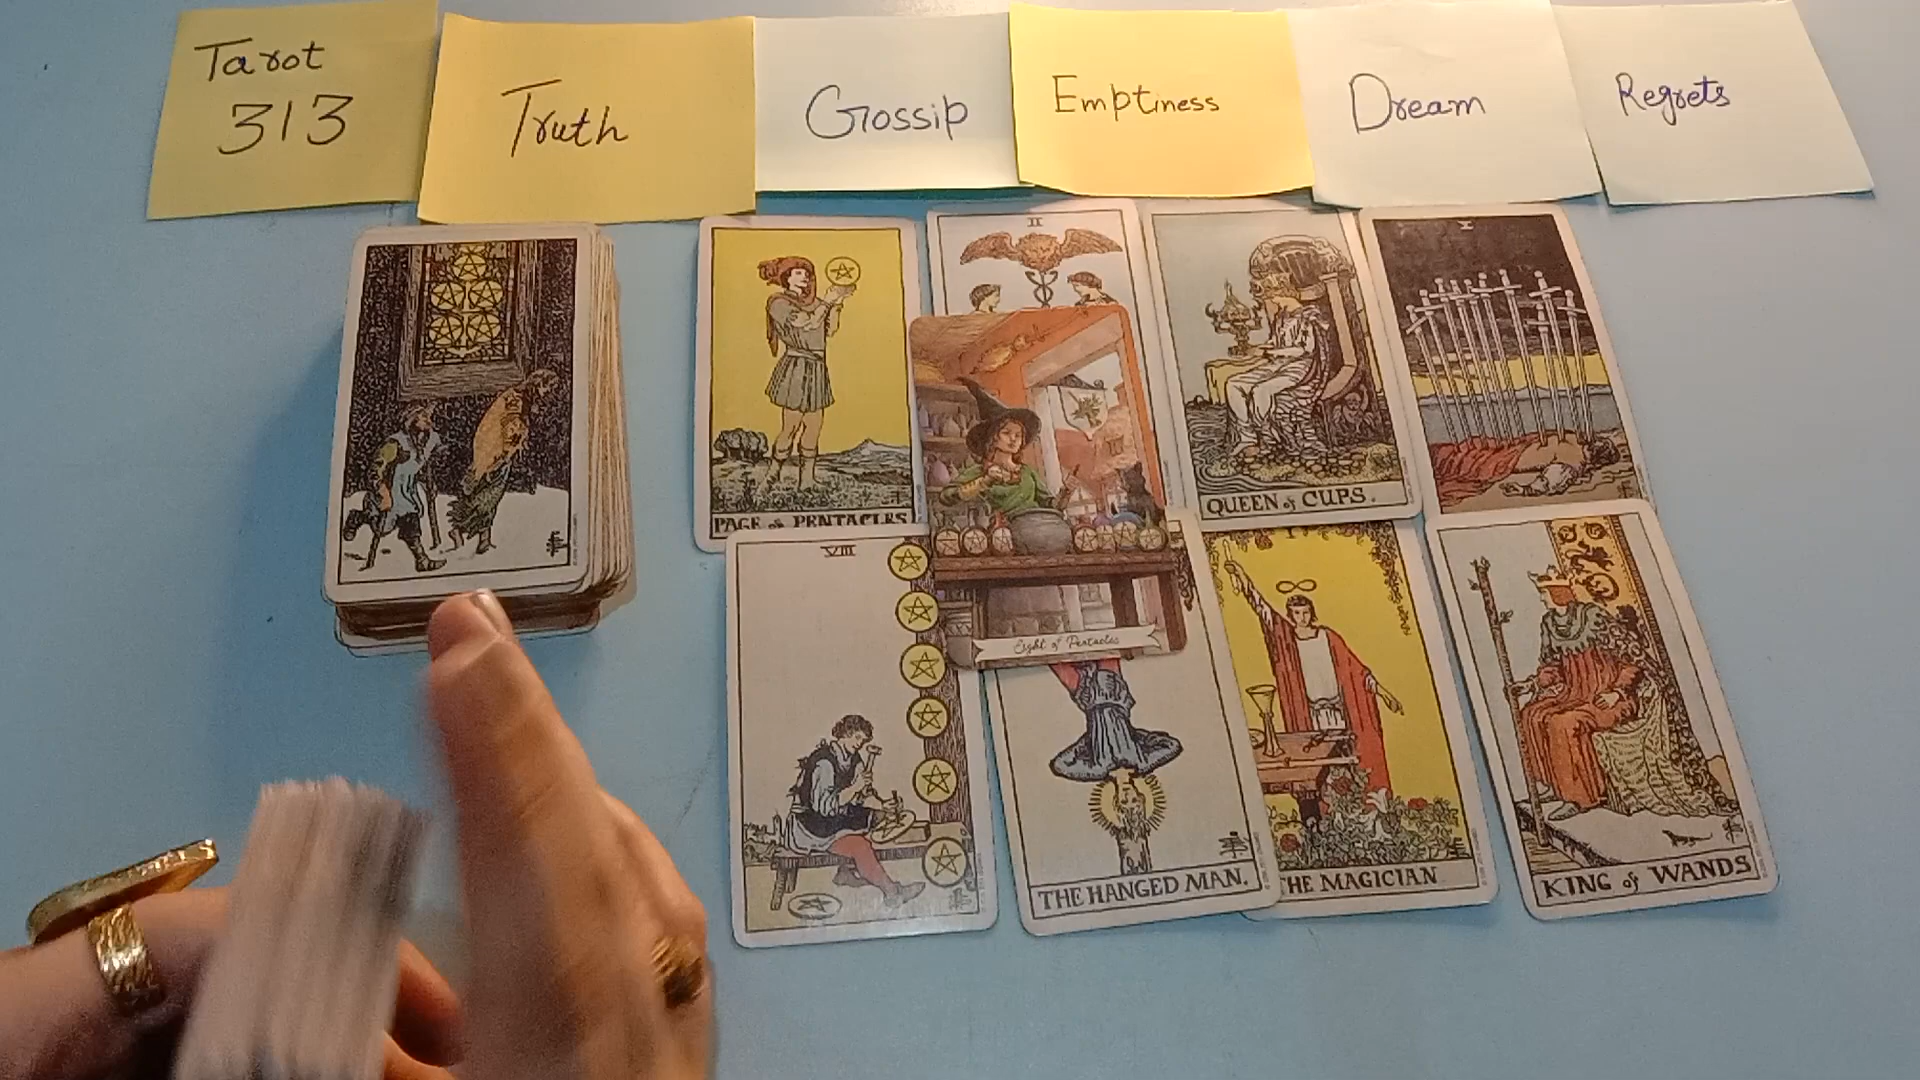 Tarot
313
Truth
Gossip
Emptiness
Dream
Regrets
II
X
PAGE of PENTACLES
QUEEN of CUPS.
VIII
I
Eight of Pentacles
THE HANGED MAN.
THE MAGICIAN
KING of WANDS